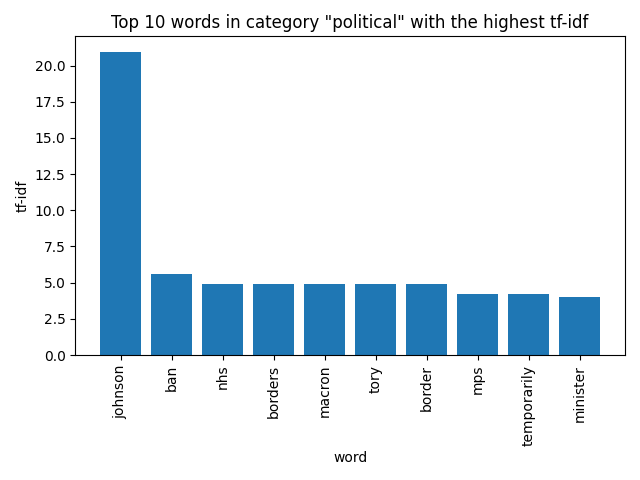 Top 10 words in category "political" with the highest tf-idf
20.0
17.5
15.0
12.5
10.0
7.5
5.0
2.5
0.0
tf-idf
johnson
ban
nhs
borders
macron
tory
border
mps
temporarily
minister
word